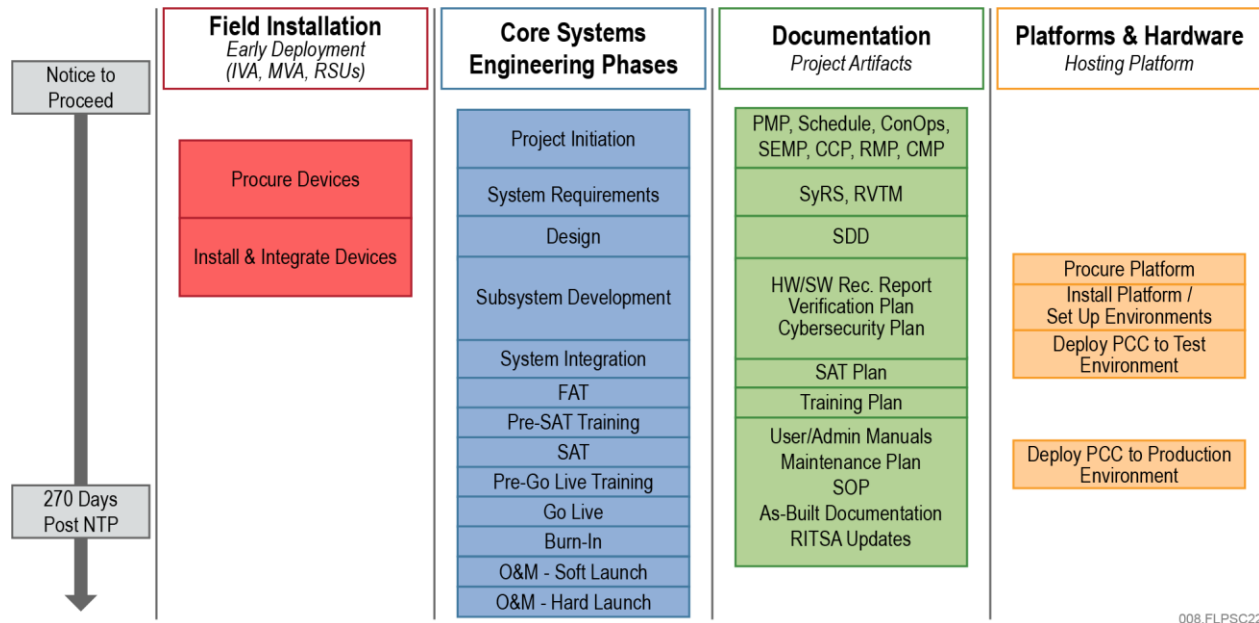 Notice to
Proceed
270 Days
Post NTP
Field Installation
Early Deployment
(IVA, MVA, RSUs)
Procure Devices
Install & Integrate Devices
Core Systems
Engineering Phases
Project Initiation
System Requirements
Design
Subsystem Development
System Integration
FAT
Pre-SAT Training
SAT
Pre-Go Live Training
Go Live
Burn-In
O&M - Soft Launch
O&M - Hard Launch
Documentation
Project Artifacts
PMP, Schedule, ConOps,
SEMP, CCP, RMP, CMP
SyRS, RVTM
SDD
HW/SW Rec. Report
Verification Plan
Cybersecurity Plan
SAT Plan
Training Plan
User/Admin Manuals
Maintenance Plan
SOP
As-Built Documentation
RITSA Updates
Platforms & Hardware
Hosting Platform
Procure Platform
Install Platform /
Set Up Environments
Deploy PCC to Test
Environment
Deploy PCC to Production
Environment
008.FLPSC22